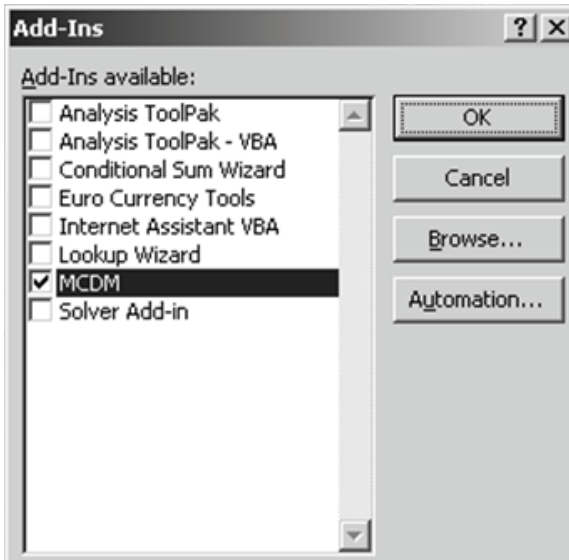 Add-Ins
Add-Ins available:
Analysis ToolPak
Analysis ToolPak - VBA
Conditional Sum Wizard
Euro Currency Tools
Internet Assistant VBA
Lookup Wizard
MCDM
Solver Add-in
OK
Cancel
Browse...
Automation...